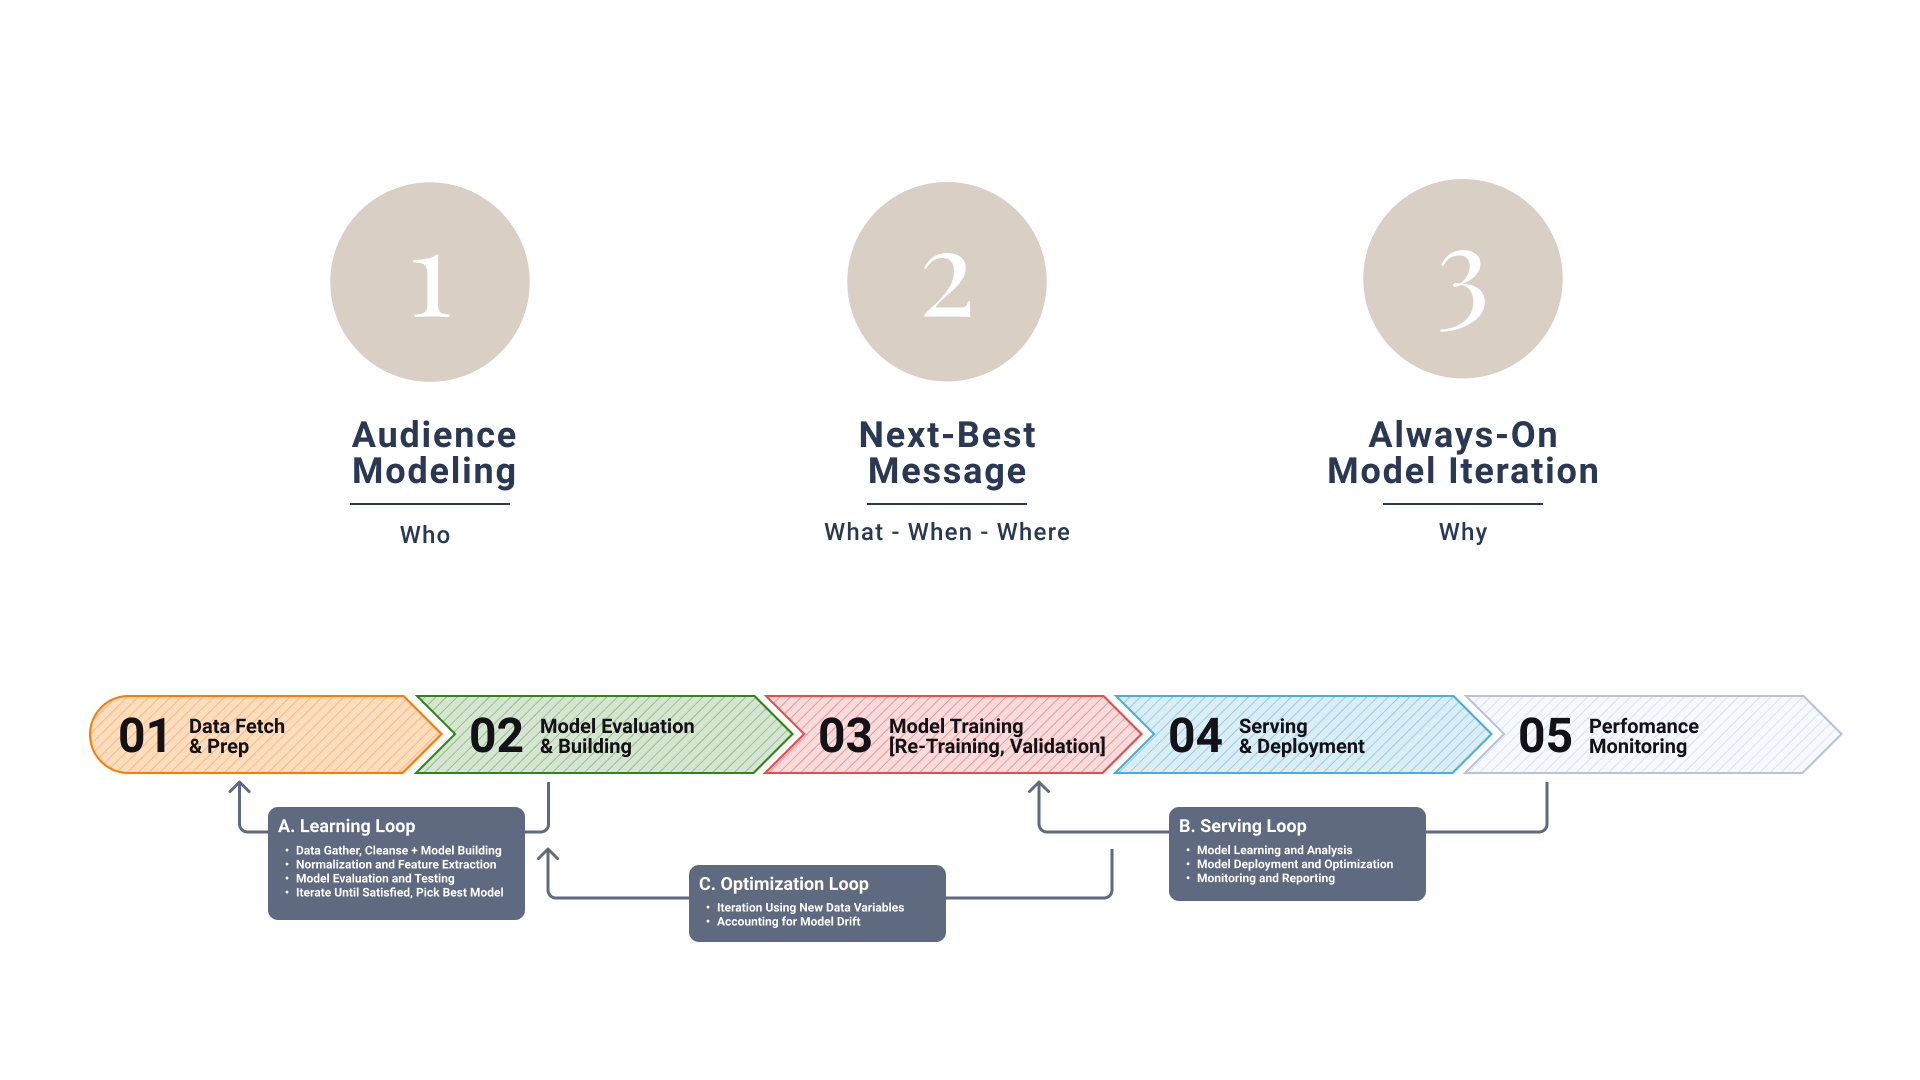 1
2
3
Audience
Modeling
Who
Next-Best
Message
What - When - Where
Always-On
Model Iteration
Why
01
Data Fetch
& Prep
02
Model Evaluation
& Building
03
Model Training
[Re-Training, Validation]
04
Serving
& Deployment
05
Perfomance
Monitoring
A. Learning Loop
• Data Gather, Cleanse + Model Building
• Normalization and Feature Extraction
• Model Evaluation and Testing
• Iterate Until Satisfied, Pick Best Model
C. Optimization Loop
• Iteration Using New Data Variables
• Accounting for Model Drift
B. Serving Loop
• Model Learning and Analysis
• Model Deployment and Optimization
• Monitoring and Reporting